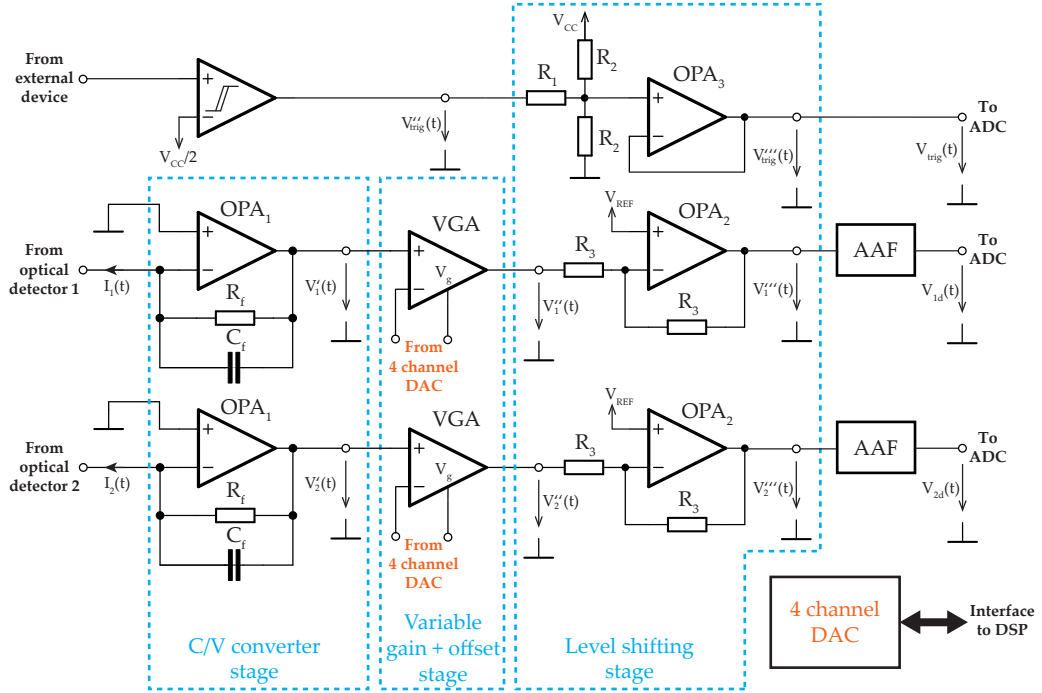 From
external
device
+
−
V_CC/2
V''_trig(t)
R_1
V_CC
R_2
R_2
OPA_3
+
−
V'''_trig(t)
V_trig(t)
To
ADC
From
optical
detector 1
I_1(t)
OPA_1
+
−
R_f
C_f
V'_1(t)
VGA
+
−
V_g
From
4 channel
DAC
V''_1(t)
R_3
V_REF
OPA_2
+
−
R_3
V'''_1(t)
AAF
V_1d(t)
To
ADC
From
optical
detector 2
I_2(t)
OPA_1
+
−
R_f
C_f
V'_2(t)
VGA
+
−
V_g
From
4 channel
DAC
V''_2(t)
R_3
V_REF
OPA_2
+
−
R_3
V'''_2(t)
AAF
V_2d(t)
To
ADC
C/V converter
stage
Variable
gain + offset
stage
Level shifting
stage
4 channel
DAC
Interface
to DSP